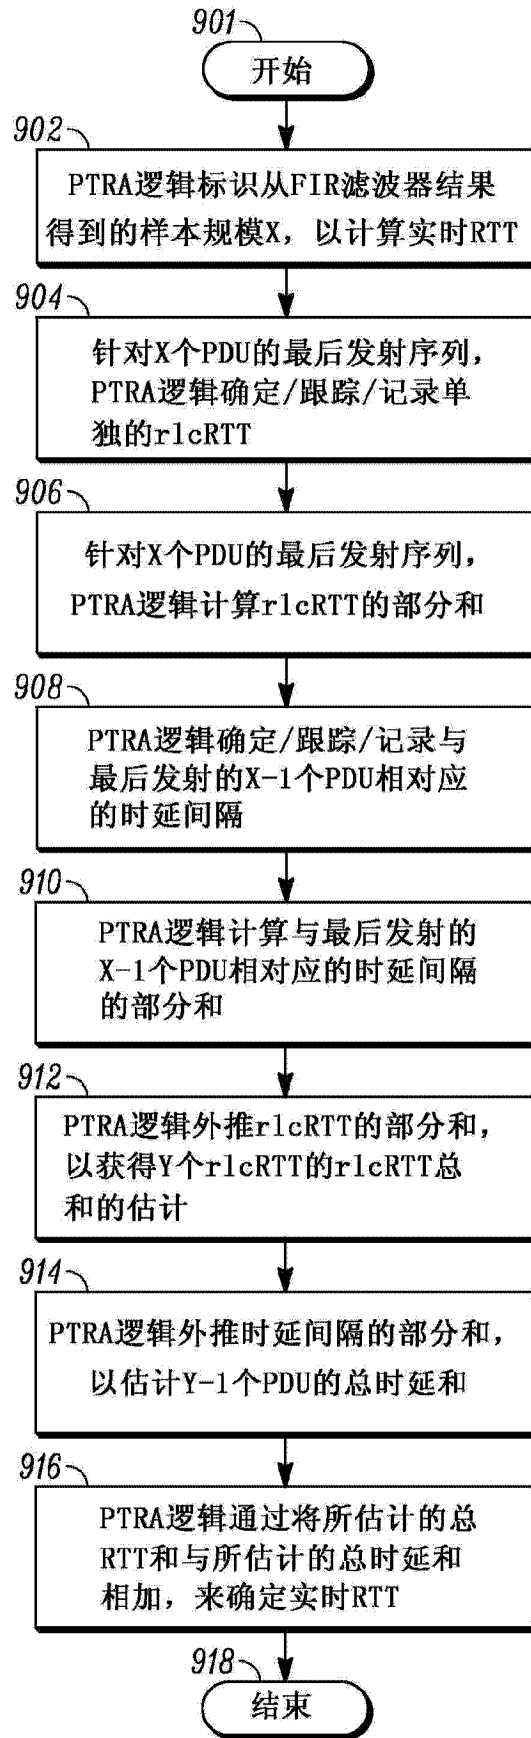 901
开始
902
PTRA逻辑标识从FIR滤波器结果
得到的样本规模X，以计算实时RTT
904
针对X个PDU的最后发射序列，
PTRA逻辑确定/跟踪/记录单
独的rlcRTT
906
针对X个PDU的最后发射序列，
PTRA逻辑计算rlcRTT的部分和
908
PTRA逻辑确定/跟踪/记录与
最后发射的X-1个PDU相对应
的时延间隔
910
PTRA逻辑计算与最后发射的
X-1个PDU相对应的时延间隔
的部分和
912
PTRA逻辑外推rlcRTT的部分和，
以获得Y个rlcRTT的rlcRTT总
和的估计
914
PTRA逻辑外推时延间隔的部分和，
以估计Y-1个PDU的总时延和
916
PTRA逻辑通过将所估计的总
RTT和与所估计的总时延和
相加，来确定实时RTT
918
结束